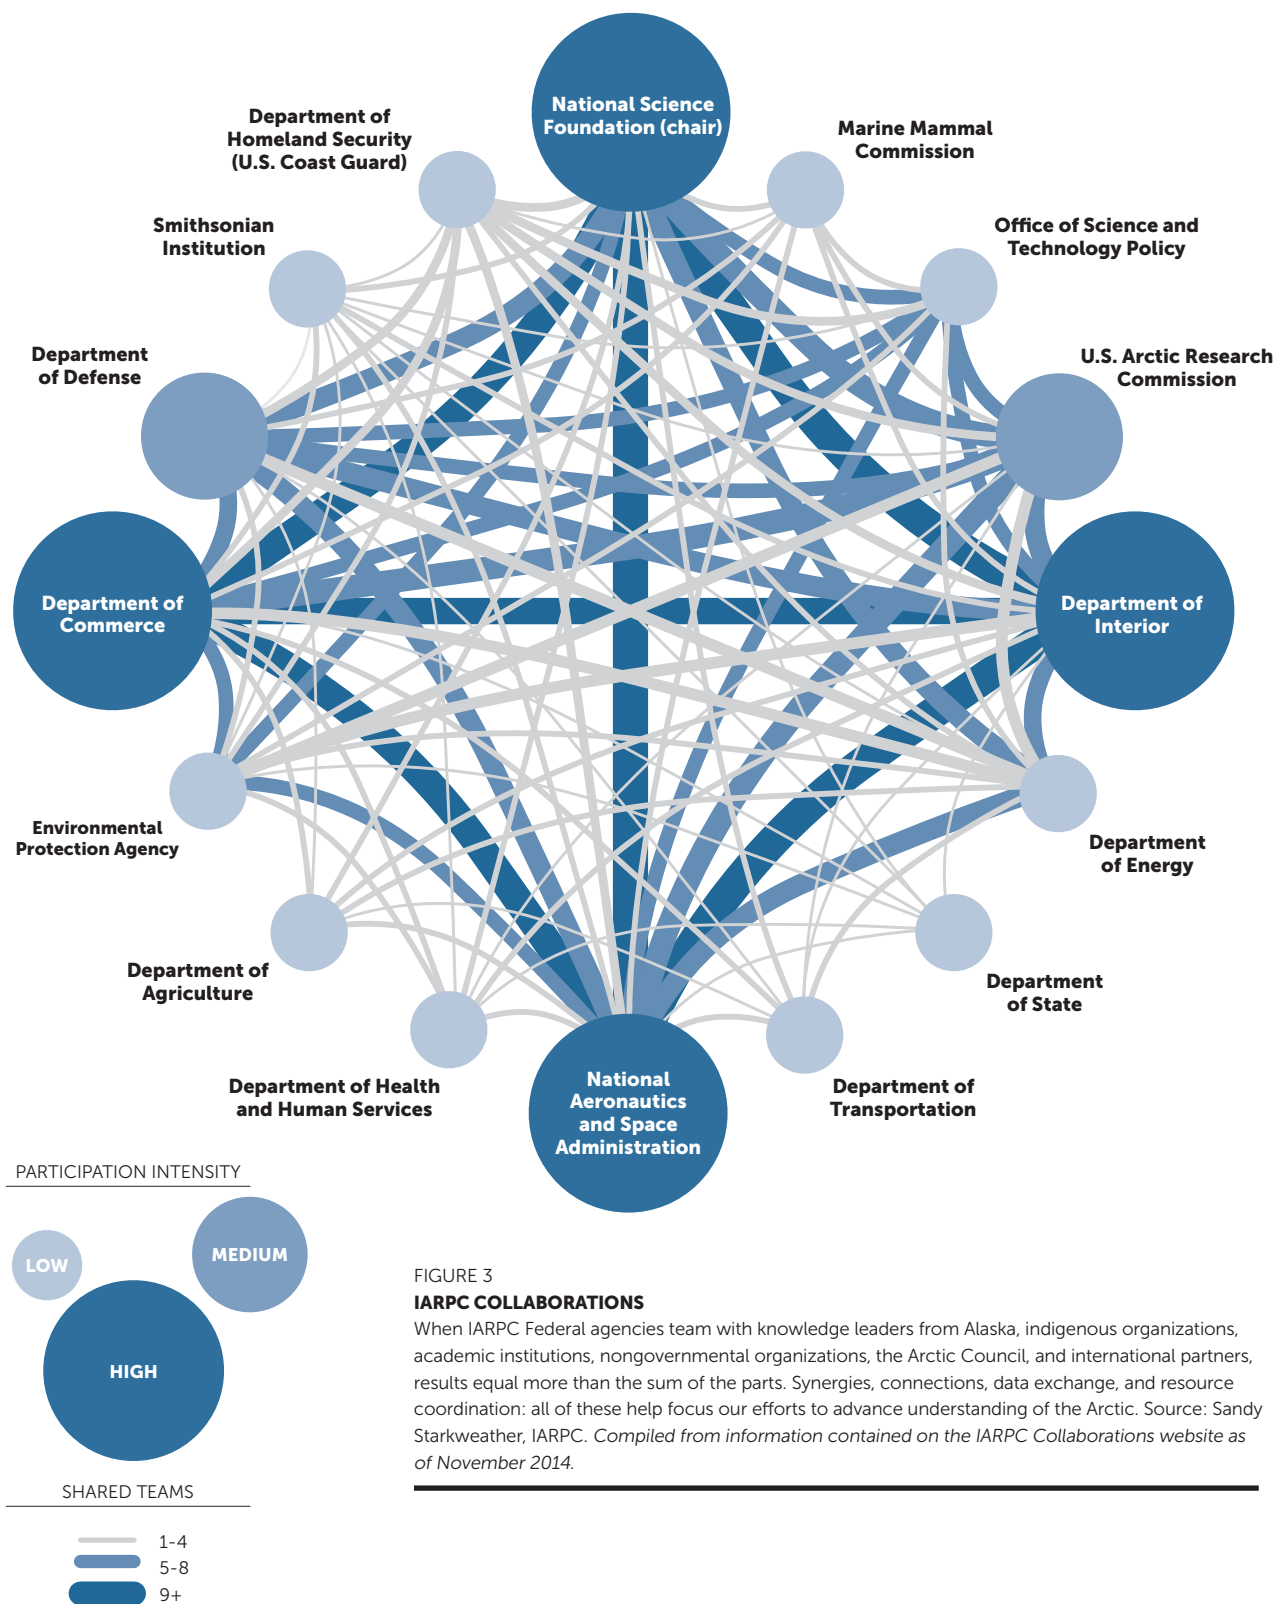 National Science
Foundation (chair)
Department of
Homeland Security
(U.S. Coast Guard)
Marine Mammal
Commission
Smithsonian
Institution
Office of Science and
Technology Policy
Department
of Defense
U.S. Arctic Research
Commission
Department of
Commerce
Department of
Interior
Environmental
Protection Agency
Department
of Energy
Department of
Agriculture
Department
of State
Department of Health
and Human Services
National
Aeronautics
and Space
Administration
Department of
Transportation
PARTICIPATION INTENSITY
LOW
MEDIUM
HIGH
SHARED TEAMS
1-4
5-8
9+
FIGURE 3
IARPC COLLABORATIONS
When IARPC Federal agencies team with knowledge leaders from Alaska, indigenous organizations,
academic institutions, nongovernmental organizations, the Arctic Council, and international partners,
results equal more than the sum of the parts. Synergies, connections, data exchange, and resource
coordination: all of these help focus our efforts to advance understanding of the Arctic. Source: Sandy
Starkweather, IARPC. Compiled from information contained on the IARPC Collaborations website as
of November 2014.